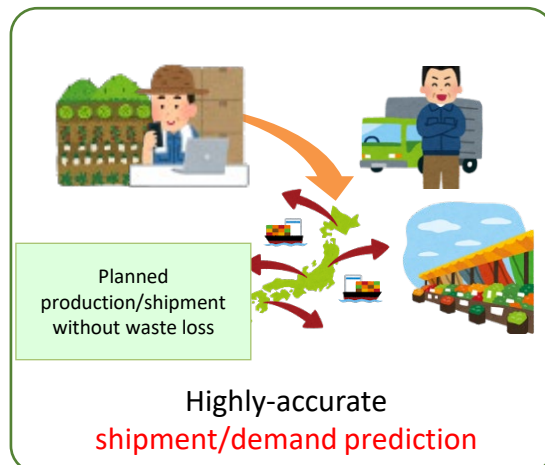 Planned
production/shipment
without waste loss
Highly-accurate
shipment/demand prediction